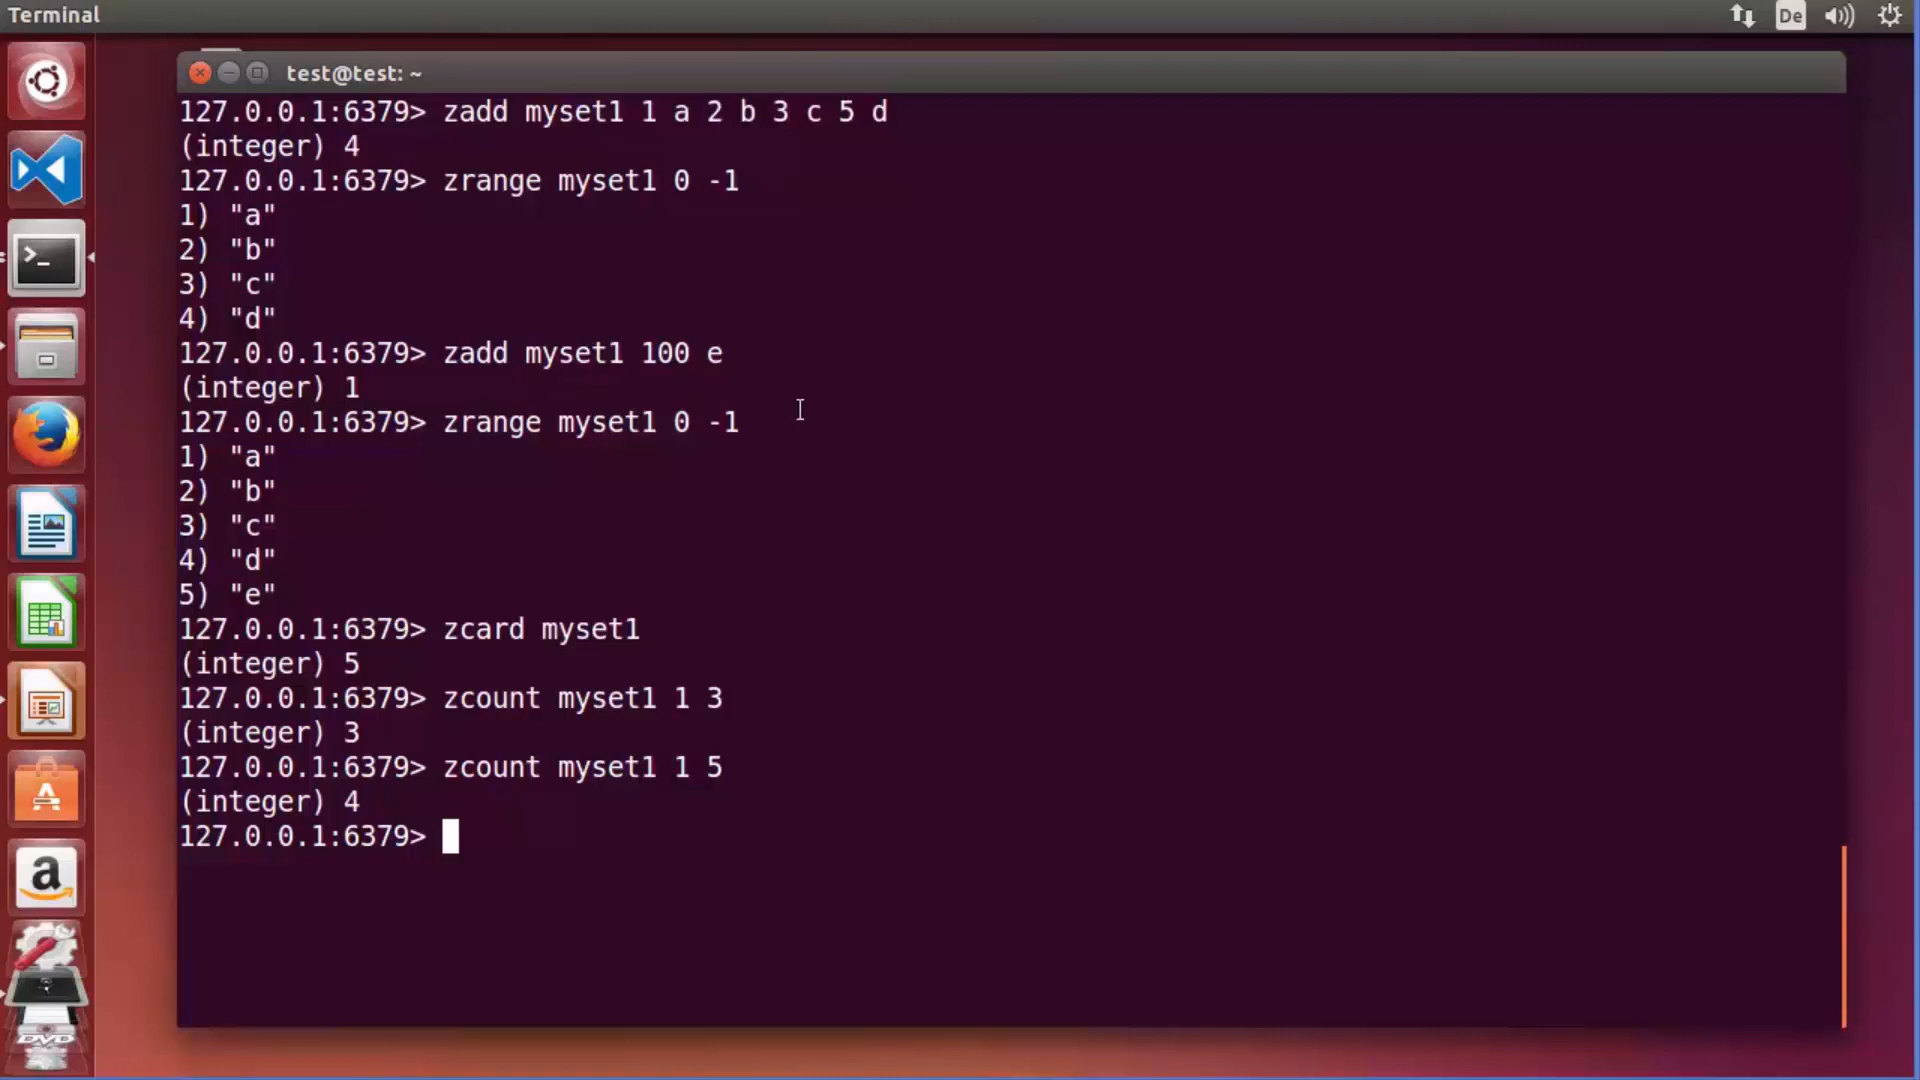 Terminal
De
test@test: ~
127.0.0.1:6379> zadd myset1 1 a 2 b 3 c 5 d
(integer) 4
127.0.0.1:6379> zrange myset1 0 -1
1) "a"
2) "b"
3) "c"
4) "d"
127.0.0.1:6379> zadd myset1 100 e
(integer) 1
127.0.0.1:6379> zrange myset1 0 -1
1) "a"
2) "b"
3) "c"
4) "d"
5) "e"
127.0.0.1:6379> zcard myset1
(integer) 5
127.0.0.1:6379> zcount myset1 1 3
(integer) 3
127.0.0.1:6379> zcount myset1 1 5
(integer) 4
127.0.0.1:6379>